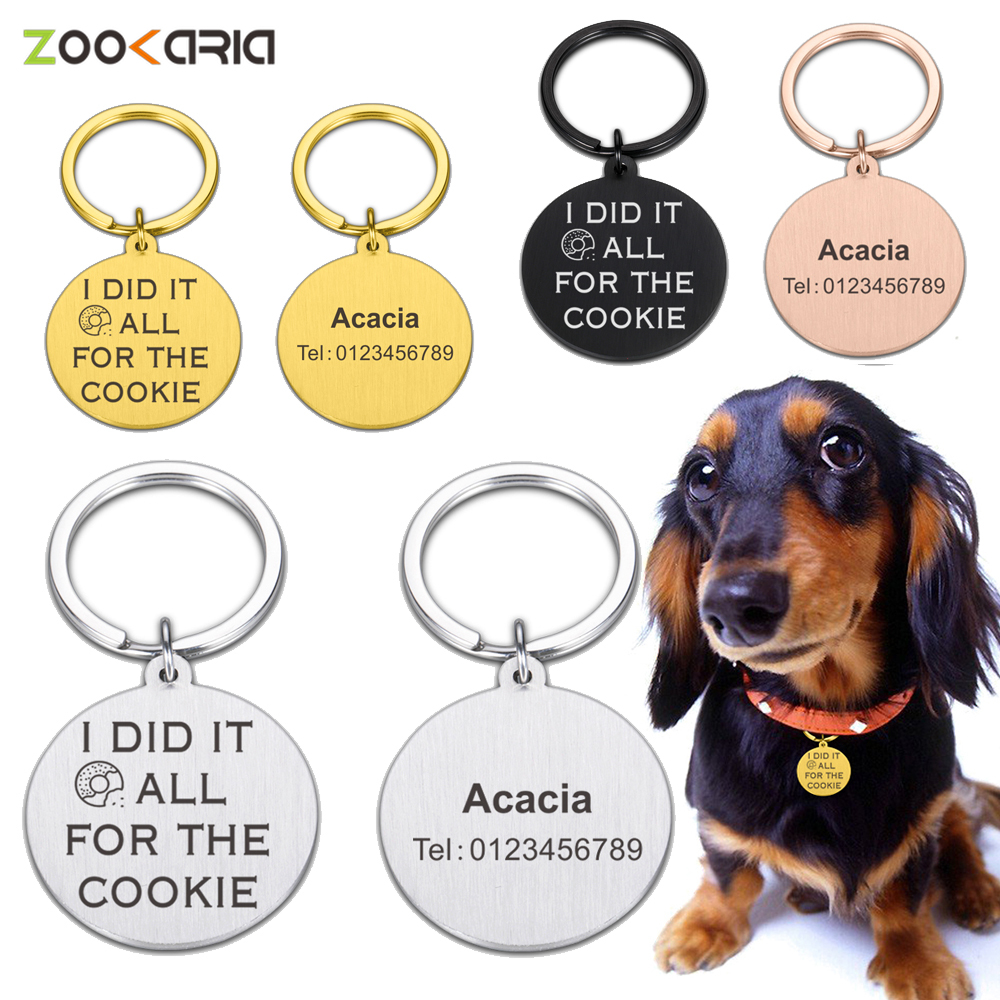 ZOOCARIA
I DID IT
ALL
FOR THE
COOKIE
Acacia
Tel:0123456789
I DID IT
ALL
FOR THE
COOKIE
Acacia
Tel:0123456789
I DID IT
ALL
FOR THE
COOKIE
Acacia
Tel:0123456789
I DID IT
ALL
FOR THE
COOKIE